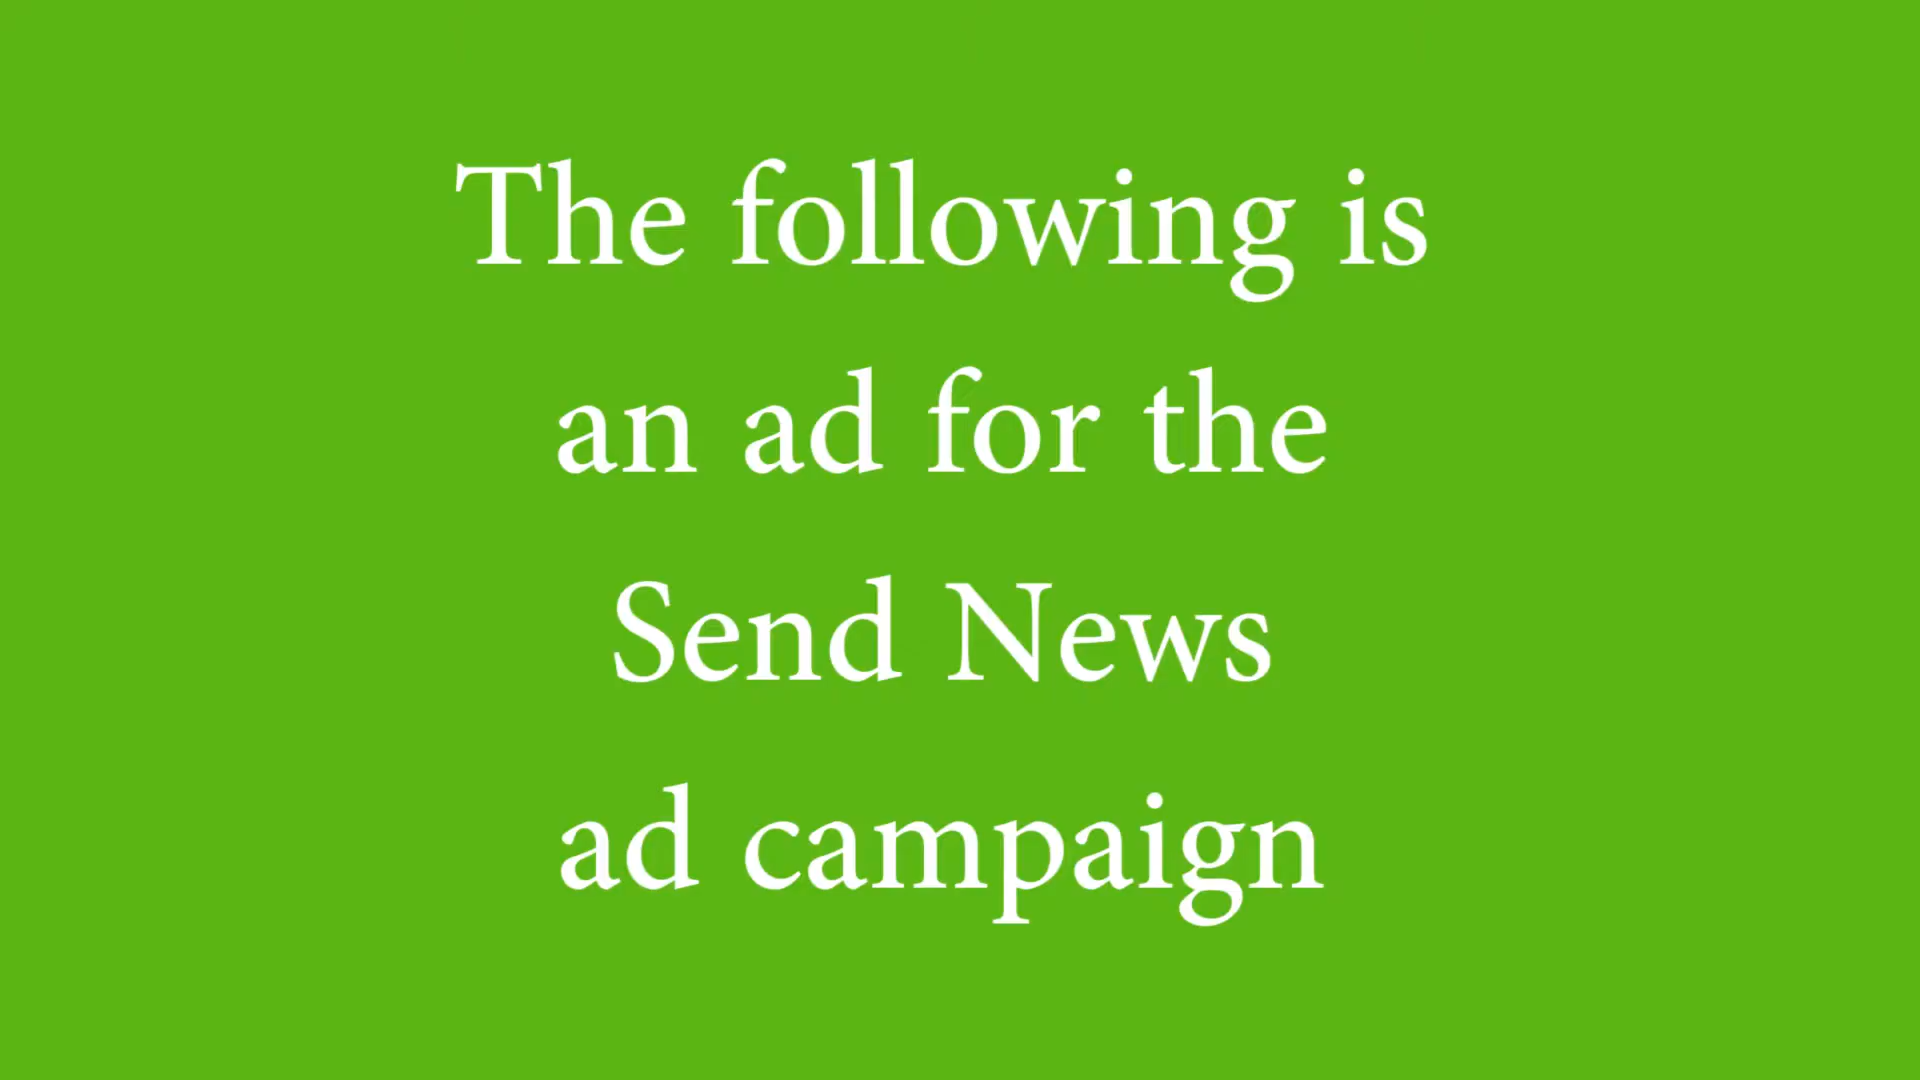 The following is
an ad for the
Send News
ad campaign